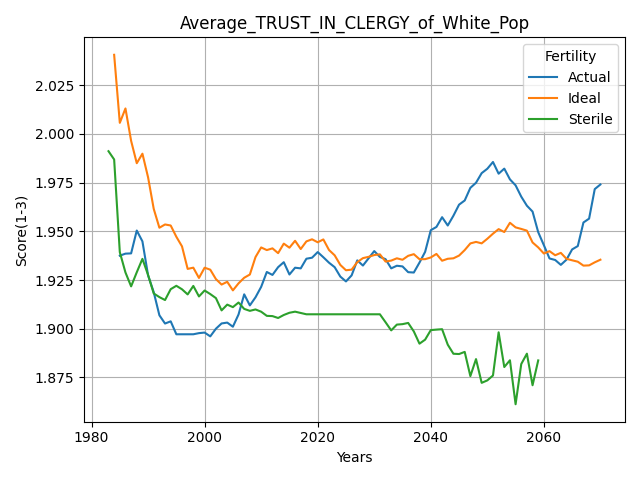 Average_TRUST_IN_CLERGY_of_White_Pop
Fertility
Actual
Ideal
Sterile
Score(1-3)
2.025
2.000
1.975
1.950
1.925
1.900
1.875
1980 2000 2020 2040 2060
Years